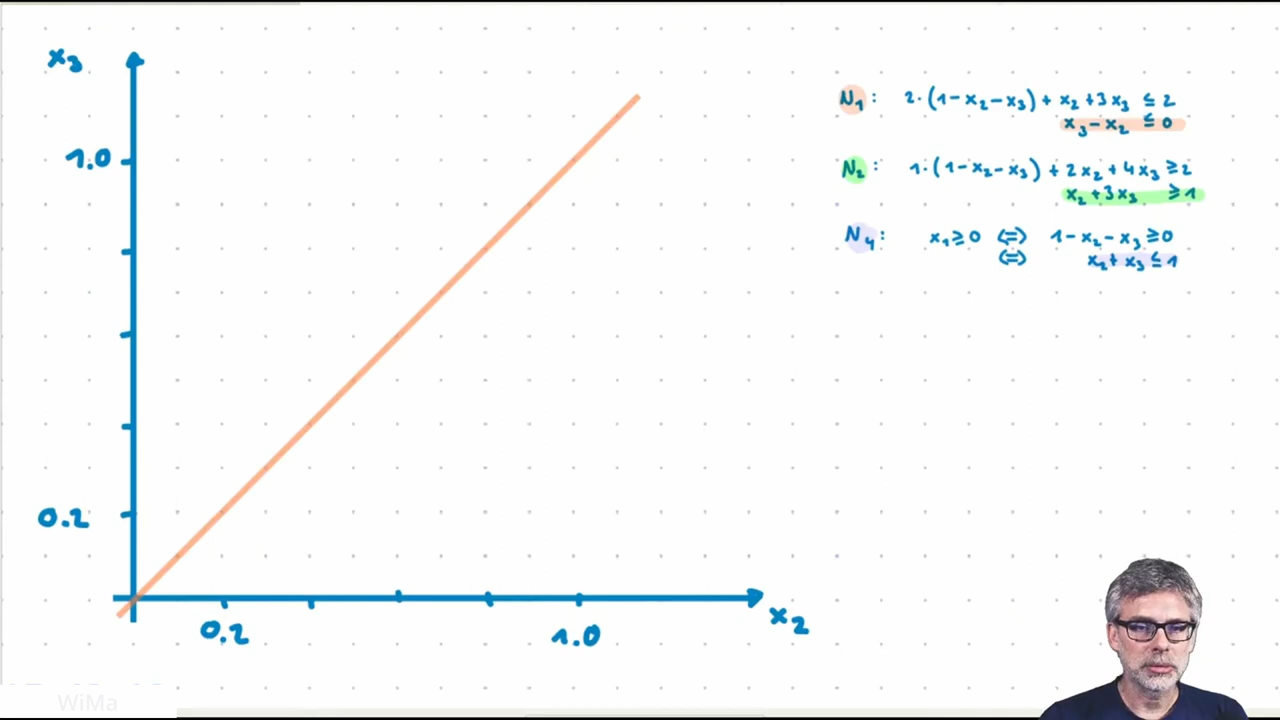 x₃
1.0
0.2
0.2
1.0
x₂
N₁: 2·(1-x₂-x₃) + x₂ + 3x₃ ≤ 2
x₃ - x₂ ≤ 0
N₂: 1·(1-x₂-x₃) + 2x₂ + 4x₃ ≥ 2
x₂ + 3x₃ ≥ 1
N₄: x₁ ≥ 0 ⇔ 1-x₂-x₃ ≥ 0
⇔ x₂ + x₃ ≤ 1
WiMa